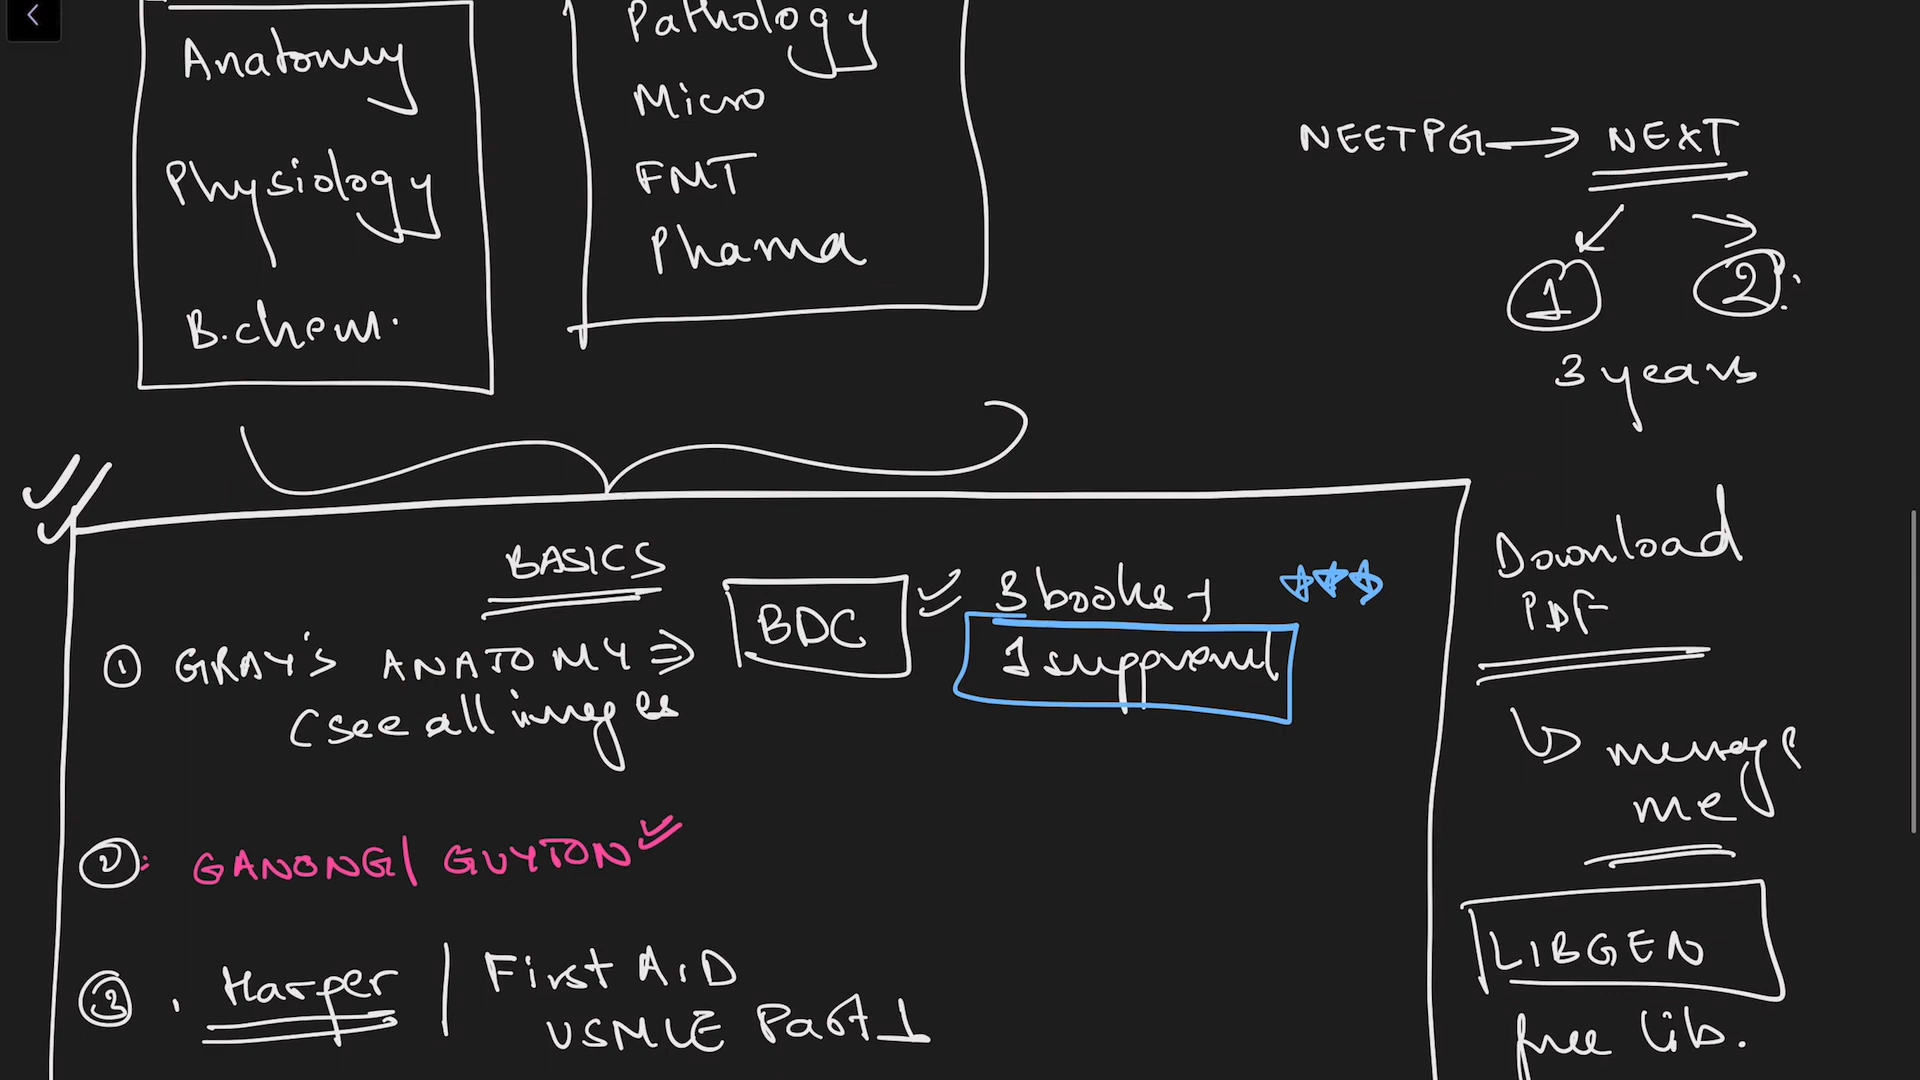 Anatomy
Physiology
B.chem.
Pathology
Micro
FMT
Phama
NEETPG → NEXT
1 2
3 years
BASICS
① GRAY'S ANATOMY ⇒ BDC 3 books +
(see all images
1
②: GANONG/ GUYTON
③. Harper | First AID
USMLE Part 1
Download
PDF
↳ message
me
LIBGEN
free lib.